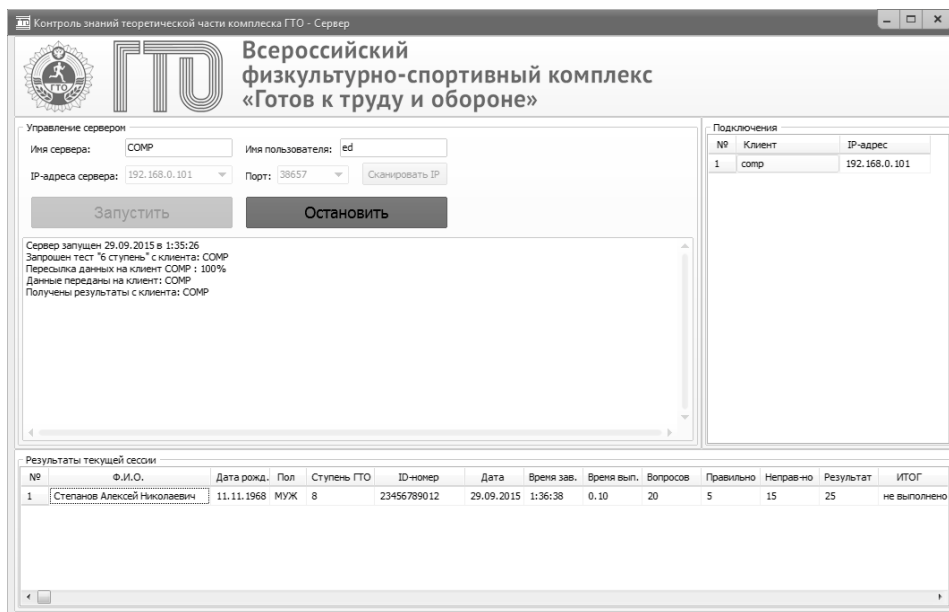 Контроль знаний теоретической части комплеска ГТО - Сервер
ГТО
ГТО
Всероссийский
физкультурно-спортивный комплекс
«Готов к труду и обороне»
Управление сервером
Имя сервера: COMP Имя пользователя: ed
IP-адреса сервера: 192.168.0.101 Порт: 38657 Сканировать IP
Запустить Остановить
Сервер запущен 29.09.2015 в 1:35:26
Запрошен тест "6 ступень" с клиента: COMP
Пересылка данных на клиент COMP : 100%
Данные переданы на клиент: COMP
Получены результаты с клиента: COMP
Подключения
№ Клиент IP-адрес
1 comp 192.168.0.101
Результаты текущей сессии
№ Ф.И.О. Дата рожд. Пол Ступень ГТО ID-номер Дата Время зав. Время вып. Вопросов Правильно Неправ-но Результат ИТОГ
1 Степанов Алексей Николаевич 11.11.1968 МУЖ 8 23456789012 29.09.2015 1:36:38 0.10 20 5 15 25 не выполнено